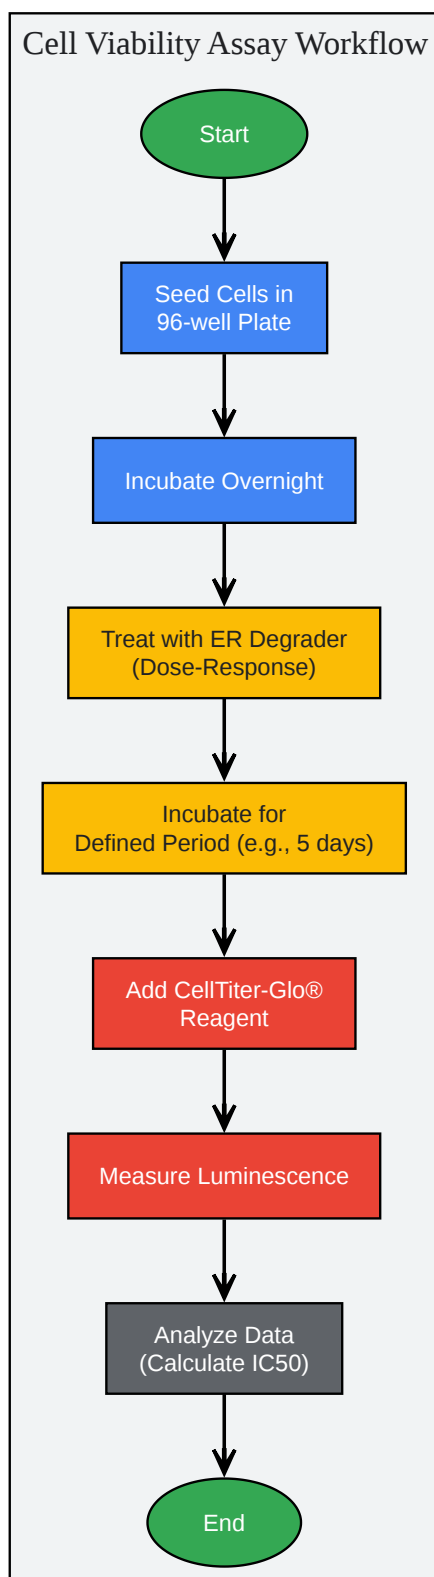 Cell Viability Assay Workflow
Start
Seed Cells in
96-well Plate
Incubate Overnight
Treat with ER Degrader
(Dose-Response)
Incubate for
Defined Period (e.g., 5 days)
Add CellTiter-Glo®
Reagent
Measure Luminescence
Analyze Data
(Calculate IC50)
End